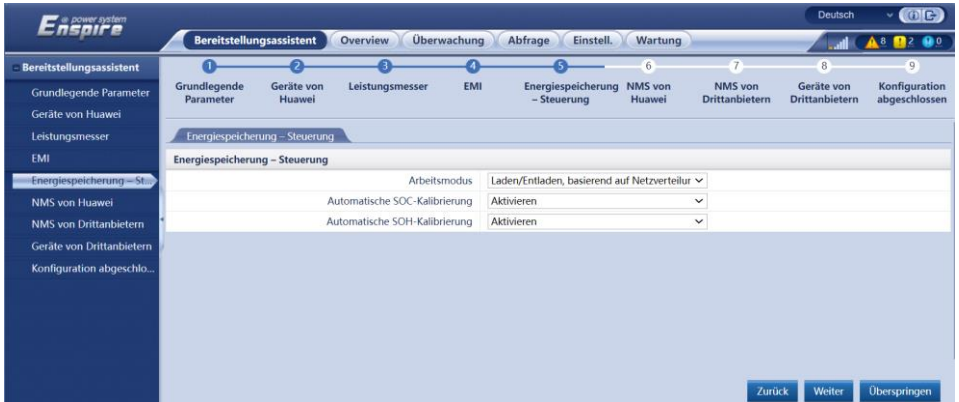 e power system
Enspire
Deutsch
Bereitstellungsassistent
Overview
Überwachung
Abfrage
Einstell.
Wartung
8
2
0
Bereitstellungsassistent
Grundlegende Parameter
Geräte von Huawei
Leistungsmesser
EMI
Energiespeicherung – St...
NMS von Huawei
NMS von Drittanbietern
Geräte von Drittanbietern
Konfiguration abgeschlo...
1
2
3
4
5
6
7
8
9
Grundlegende
Parameter
Geräte von
Huawei
Leistungsmesser
EMI
Energiespeicherung
– Steuerung
NMS von
Huawei
NMS von
Drittanbietern
Geräte von
Drittanbietern
Konfiguration
abgeschlossen
Energiespeicherung – Steuerung
Energiespeicherung – Steuerung
Arbeitsmodus
Laden/Entladen, basierend auf Netzverteilur
Automatische SOC-Kalibrierung
Aktivieren
Automatische SOH-Kalibrierung
Aktivieren
Zurück
Weiter
Überspringen